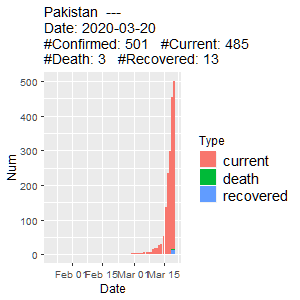 Pakistan  ---
Date: 2020-03-20
#Confirmed: 501   #Current: 485
#Death: 3   #Recovered: 13
500
400
300
200
100
0
Num
Feb 01 Feb 15 Mar 01 Mar 15
Date
Type
current
death
recovered